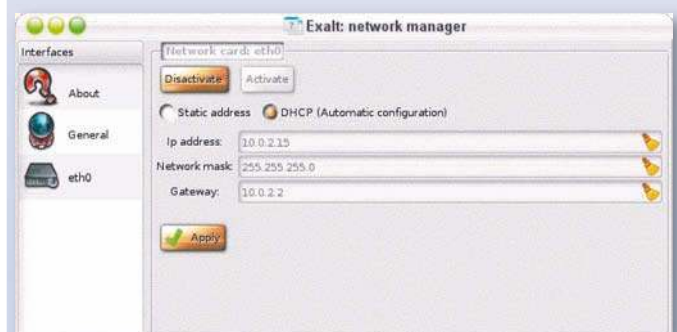 Exalt: network manager
Interfaces
About
General
eth0
Network card: eth0
Disactivate Activate
Static address DHCP (Automatic configuration)
Ip address: 10.0.2.15
Network mask: 255.255.255.0
Gateway: 10.0.2.2
Apply